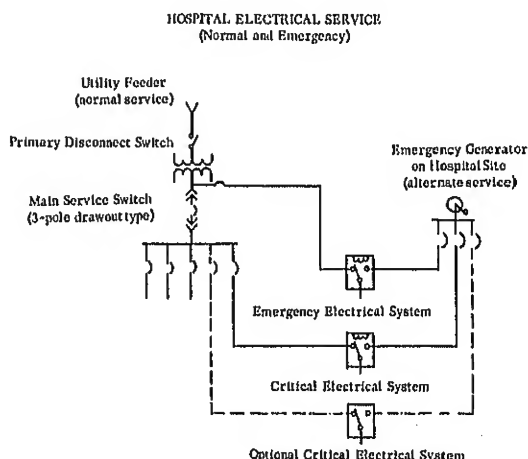 HOSPITAL ELECTRICAL SERVICE
(Normal and Emergency)
Utility Feeder
(normal service)
Primary Disconnect Switch
Main Service Switch
(3-pole drawout type)
Emergency Generator
on Hospital Site
(alternate service)
Emergency Electrical System
Critical Electrical System
Optional Critical Electrical System